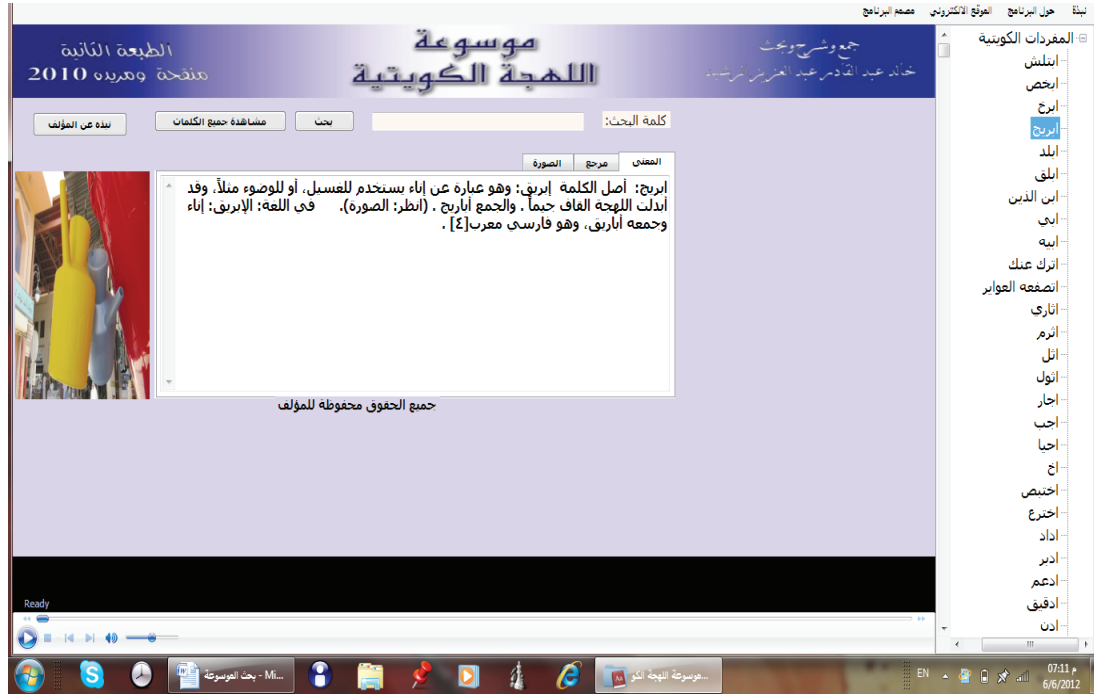 نبذة
حول البرنامج
الموقع الالكتروني
مصمم البرنامج
الطبعة الثانية
منقحة ومزيده 2010
موسوعة
اللهجة الكويتية
جمع وشرح وبحث
خالد عبد القادر عبد العزيز الرشيد
كلمة البحث:
بحث
مشاهدة جميع الكلمات
نبذه عن المؤلف
المعنى
مرجع
الصورة
ابريج: أصل الكلمة إبريق: وهو عبارة عن إناء يستخدم للغسيل، أو للوضوء مثلاً، وقد
أبدلت اللهجة القاف جيماً . والجمع أباريج . (انظر: الصورة). في اللغة: الإبريق: إناء
وجمعه أباريق، وهو فارسي معرب[٤] .
جميع الحقوق محفوظة للمؤلف
المفردات الكويتية
ابتلش
ابخص
ابرخ
ابريج
ابلد
ابلق
ابن الذين
ابي
ابيه
اترك عنك
اتصفعه العواير
اثاري
اثرم
اثل
اثول
اجار
اجب
احيا
اخ
اختبص
اخترع
اداد
ادبر
ادعم
ادقيق
ادن
Ready
بحث الموسوعة - Mi...
موسوعة اللهجة الكو...
EN
07:11 م
6/6/2012